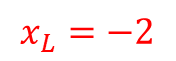 x_L = −2